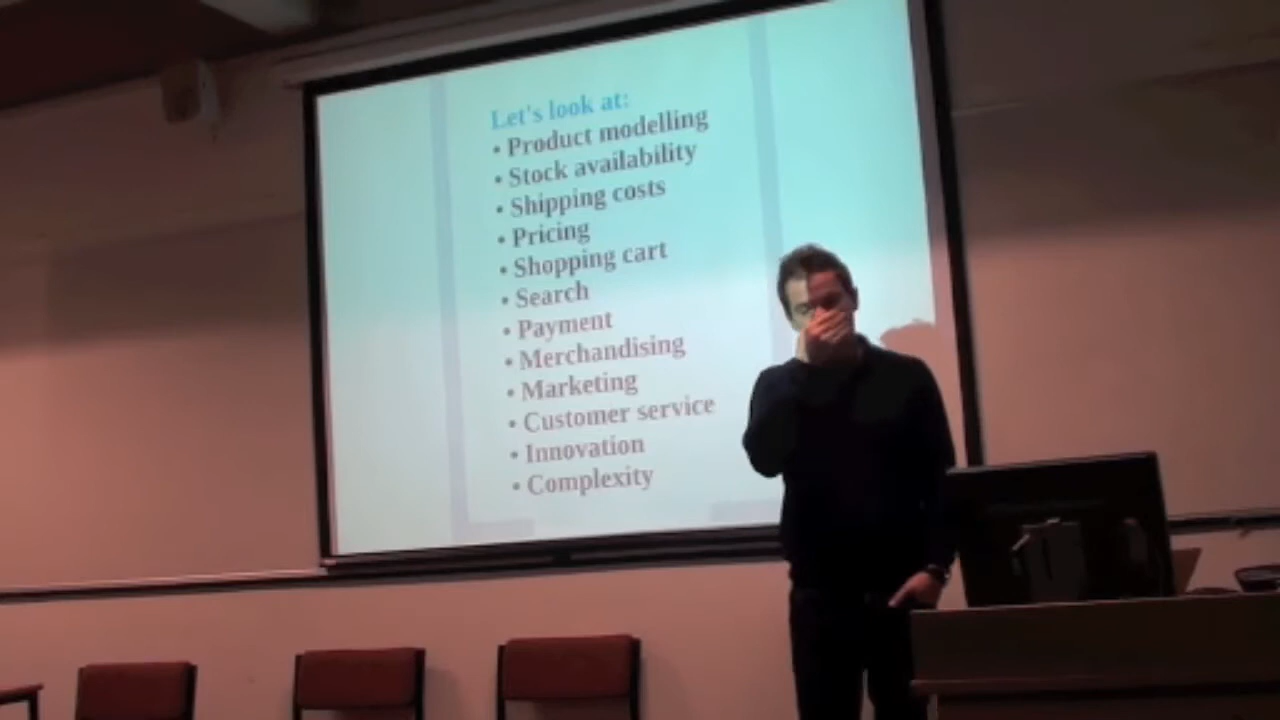 Let's look at:
• Product modelling
• Stock availability
• Shipping costs
• Pricing
• Shopping cart
• Search
• Payment
• Merchandising
• Marketing
• Customer service
• Innovation
• Complexity